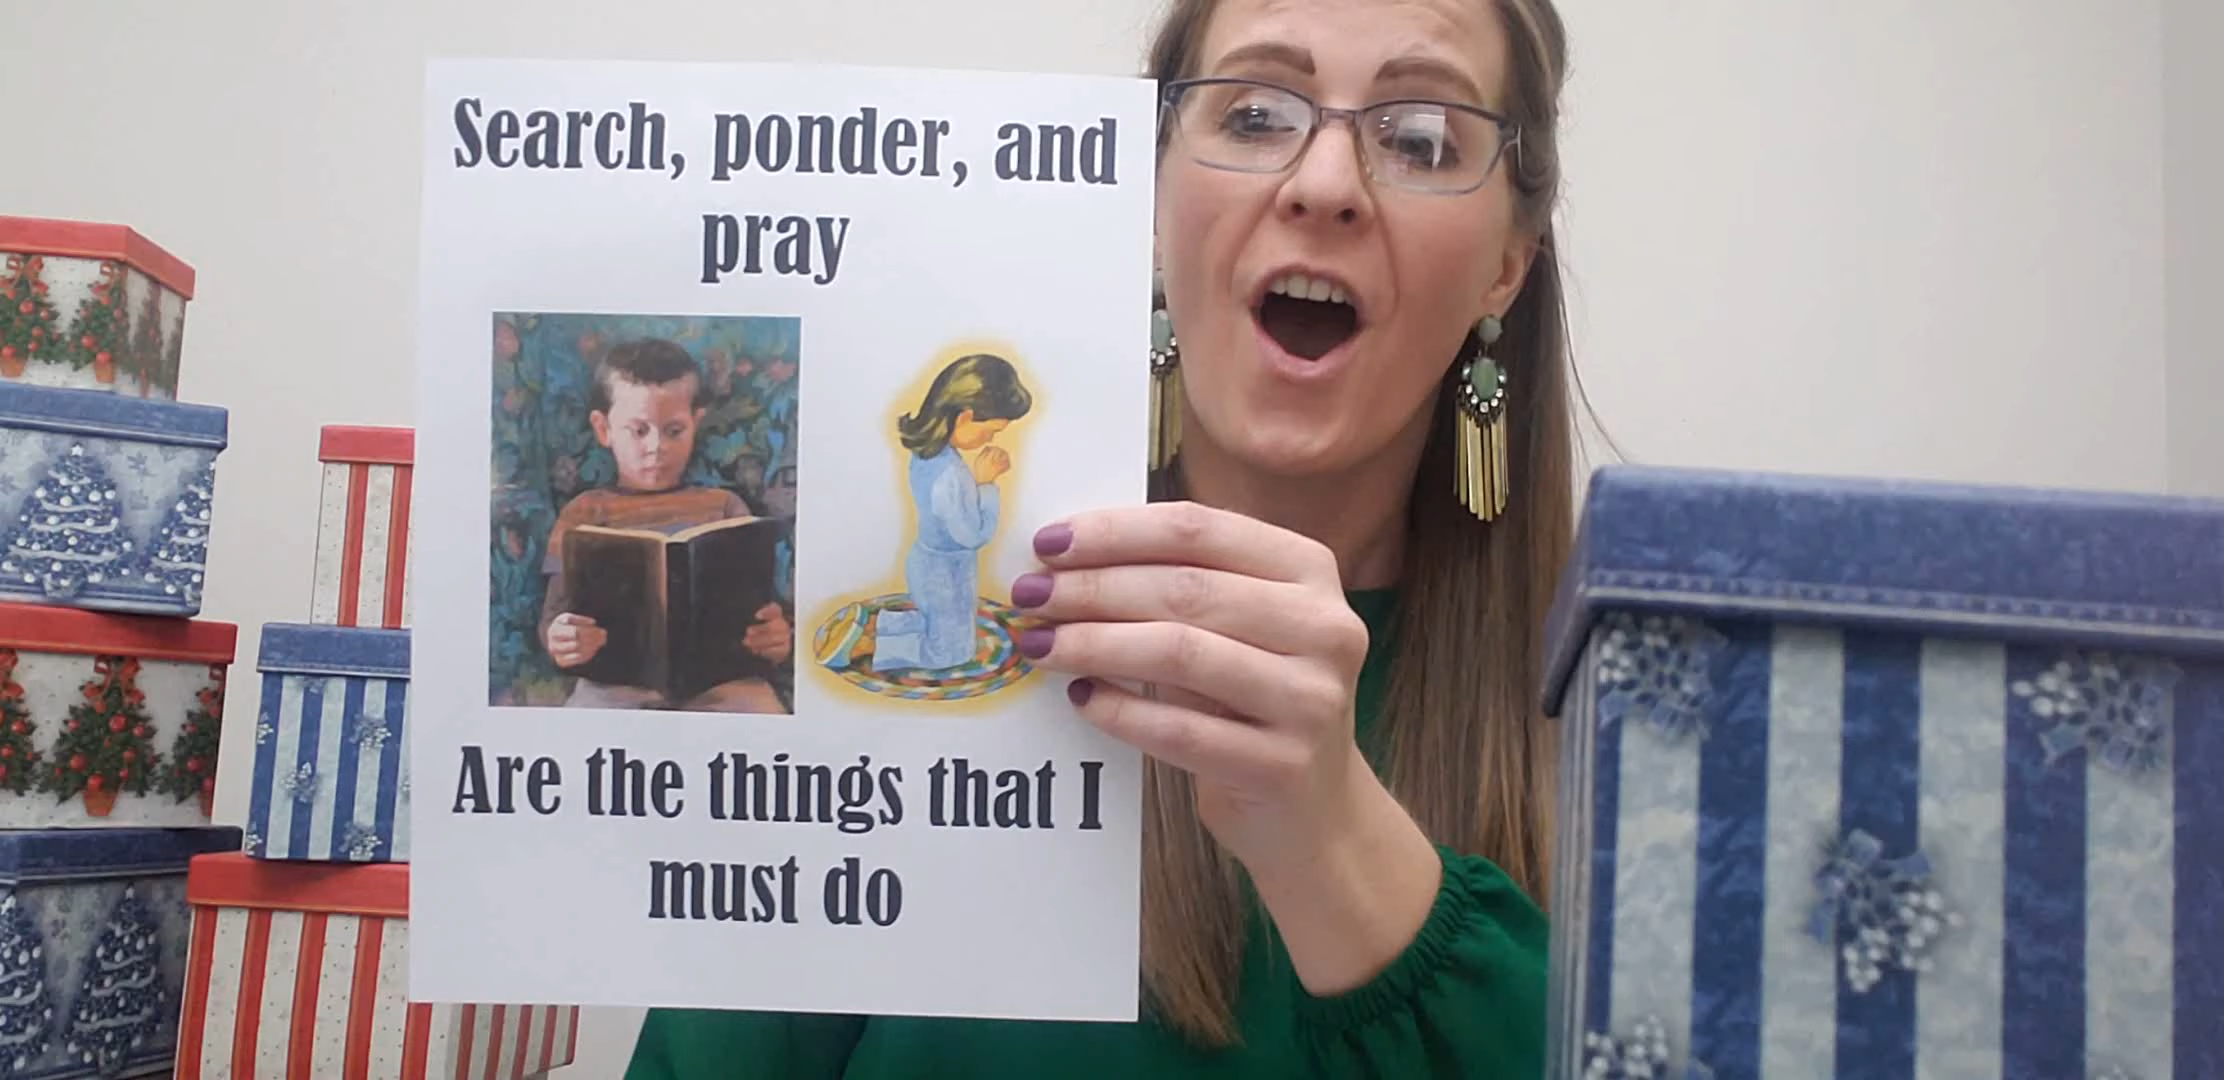 Search, ponder, and
pray
Are the things that I
must do